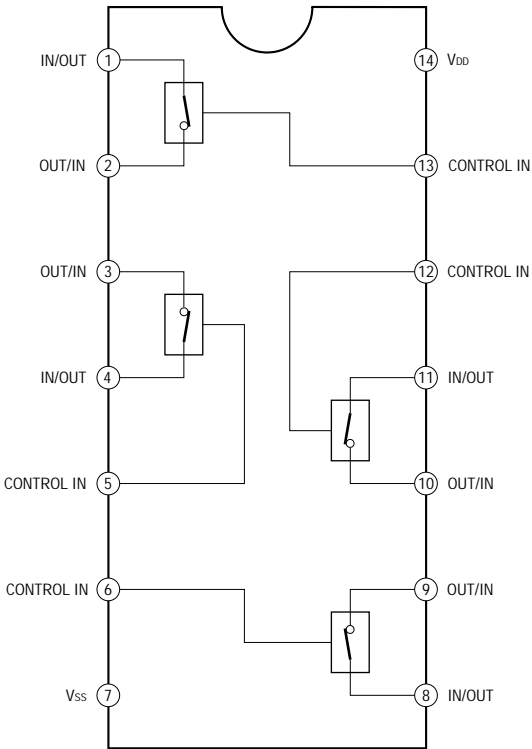 IN/OUT 1
14 VDD
OUT/IN 2
13 CONTROL IN
OUT/IN 3
12 CONTROL IN
IN/OUT 4
11 IN/OUT
CONTROL IN 5
10 OUT/IN
CONTROL IN 6
9 OUT/IN
VSS 7
8 IN/OUT